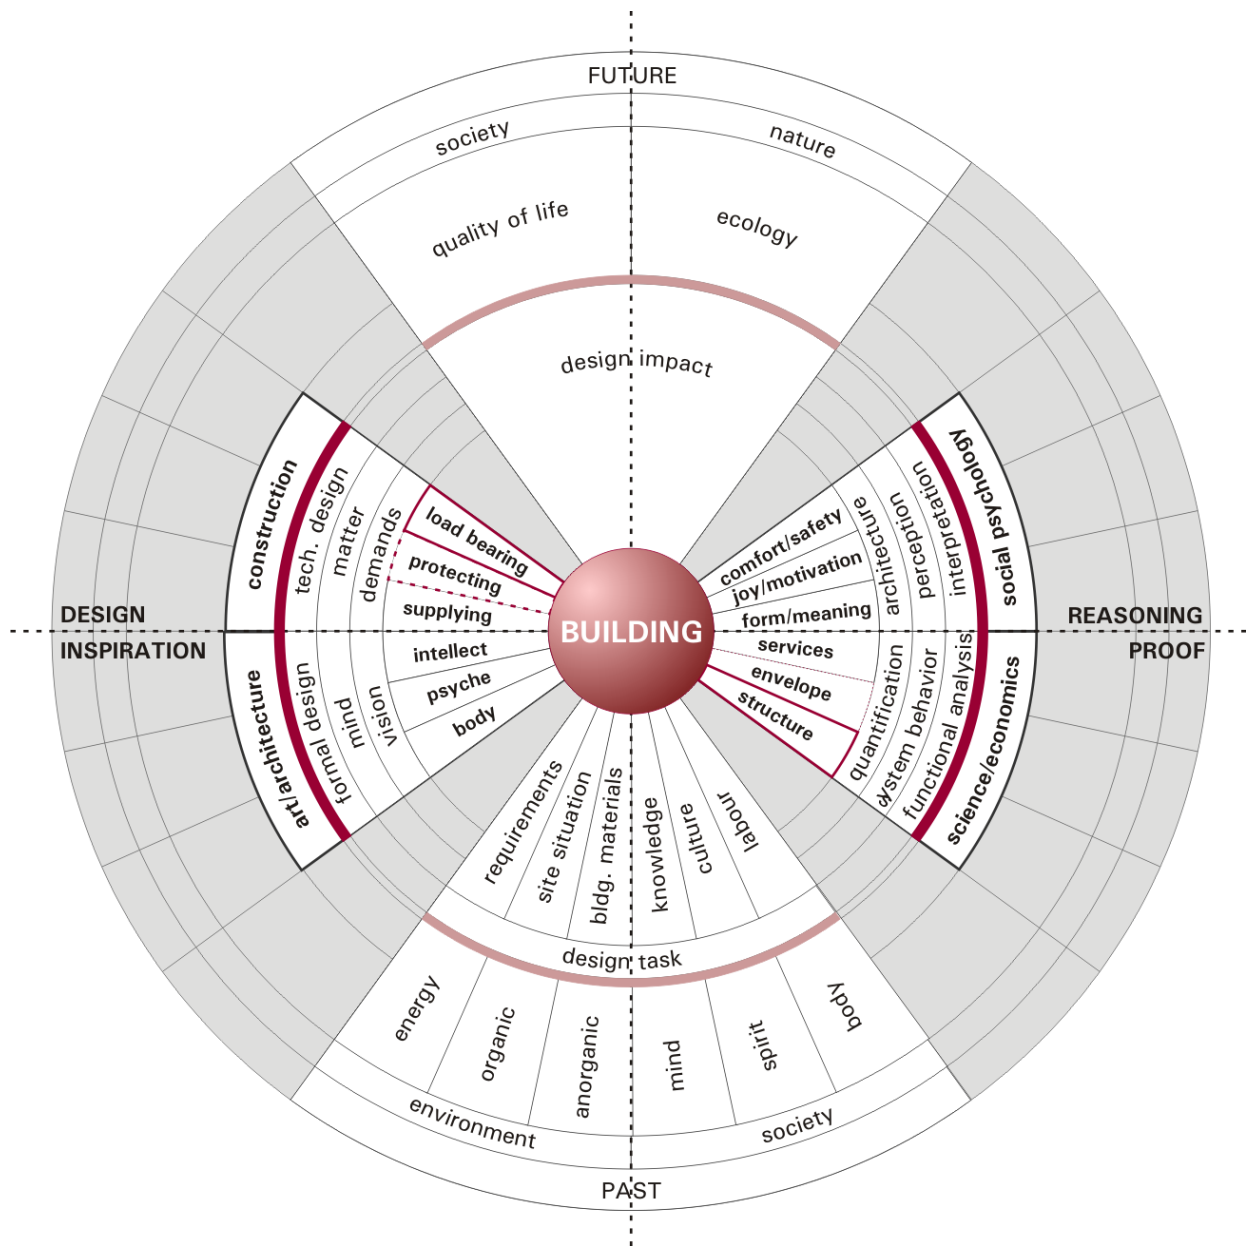 FUTURE
society
nature
quality of life
ecology
design impact
construction
tech. design
matter
demands
load bearing
protecting
supplying
comfort/safety
joy/motivation
form/meaning
architecture
perception
interpretation
social psychology
DESIGN
BUILDING
REASONING
INSPIRATION
PROOF
art/architecture
formal design
mind
vision
intellect
psyche
body
services
envelope
structure
quantification
system behavior
functional analysis
science/economics
requirements
site situation
bldg. materials
knowledge
culture
labour
design task
energy
organic
anorganic
mind
spirit
body
environment
society
PAST